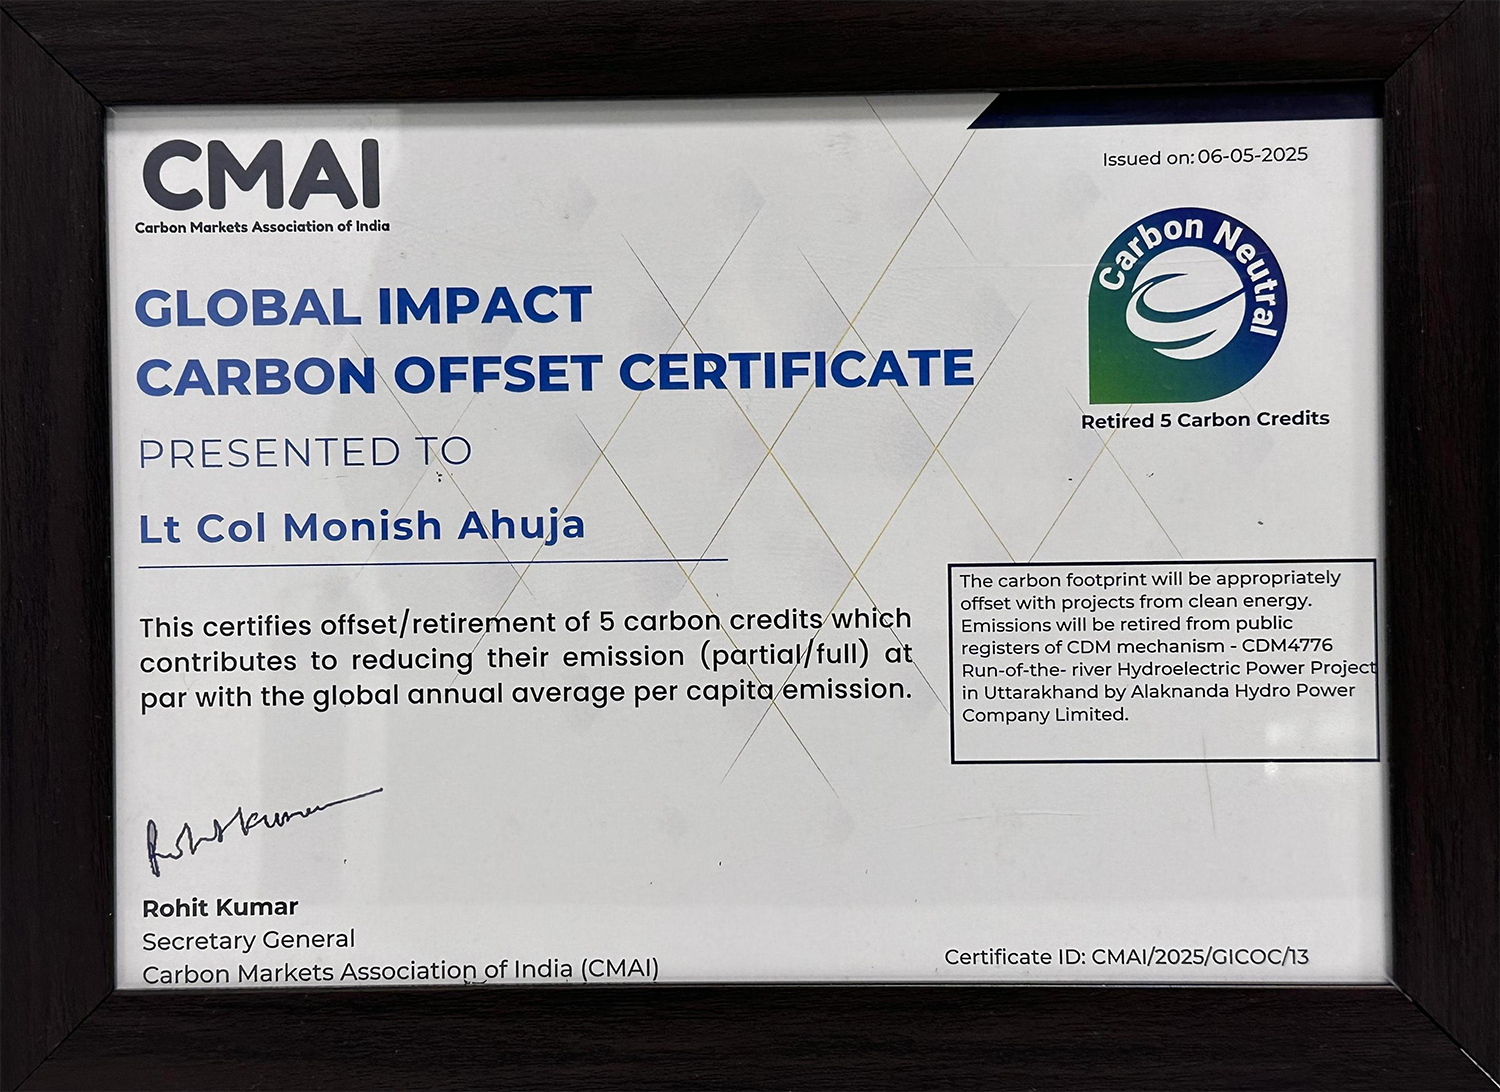 CMAI
Carbon Markets Association of India
Issued on: 06-05-2025
Carbon Neutral
Retired 5 Carbon Credits
GLOBAL IMPACT
CARBON OFFSET CERTIFICATE
PRESENTED TO
Lt Col Monish Ahuja
This certifies offset/retirement of 5 carbon credits which
contributes to reducing their emission (partial/full) at
par with the global annual average per capita emission.
The carbon footprint will be appropriately
offset with projects from clean energy.
Emissions will be retired from public
registers of CDM mechanism - CDM4776
Run-of-the- river Hydroelectric Power Project
in Uttarakhand by Alaknanda Hydro Power
Company Limited.
Rohit Kumar
Rohit Kumar
Secretary General
Carbon Markets Association of India (CMAI)
Certificate ID: CMAI/2025/GICOC/13